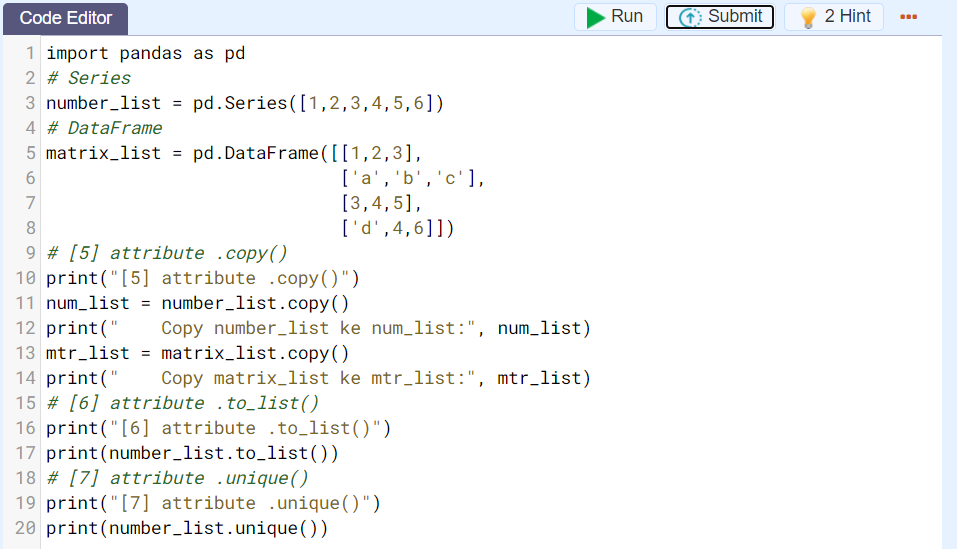 Code Editor
Run
Submit
2 Hint
1 import pandas as pd
2 # Series
3 number_list = pd.Series([1,2,3,4,5,6])
4 # DataFrame
5 matrix_list = pd.DataFrame([[1,2,3],
6                             ['a','b','c'],
7                             [3,4,5],
8                             ['d',4,6]])
9 # [5] attribute .copy()
10 print("[5] attribute .copy()")
11 num_list = number_list.copy()
12 print("    Copy number_list ke num_list:", num_list)
13 mtr_list = matrix_list.copy()
14 print("    Copy matrix_list ke mtr_list:", mtr_list)
15 # [6] attribute .to_list()
16 print("[6] attribute .to_list()")
17 print(number_list.to_list())
18 # [7] attribute .unique()
19 print("[7] attribute .unique()")
20 print(number_list.unique())